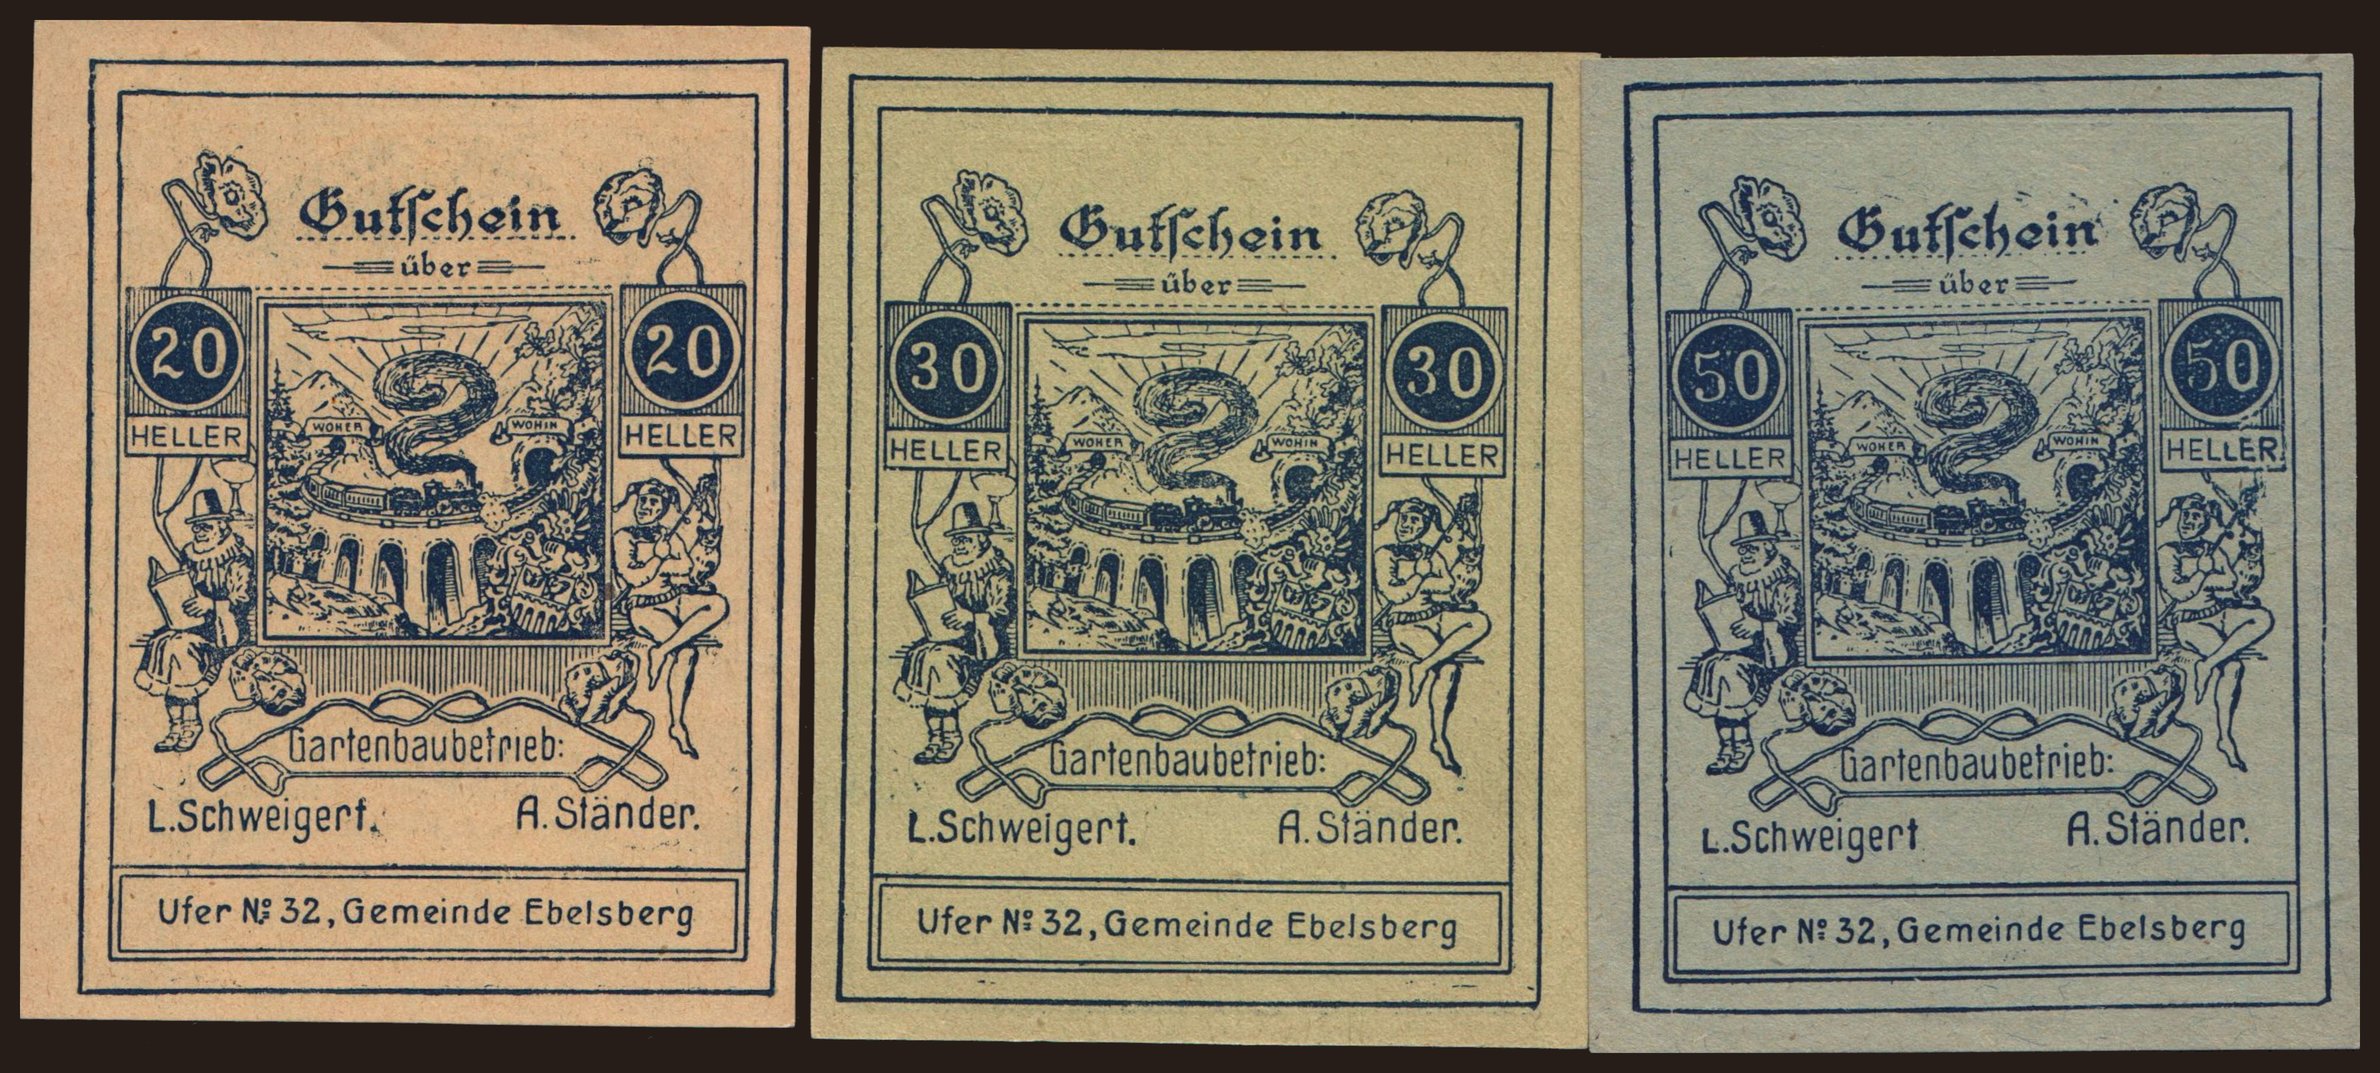 Gutschein
über
20 20
HELLER HELLER
WOHER WOHIN
Gartenbaubetrieb:
L.Schweigert. A.Ständer.
Ufer Nº 32, Gemeinde Ebelsberg
Gutschein
über
30 30
HELLER HELLER
WOHER WOHIN
Gartenbaubetrieb:
L.Schweigert. A.Ständer.
Ufer Nº 32, Gemeinde Ebelsberg
Gutschein
über
50 50
HELLER HELLER
WOHER WOHIN
Gartenbaubetrieb:
L.Schweigert A.Ständer.
Ufer Nº 32, Gemeinde Ebelsberg